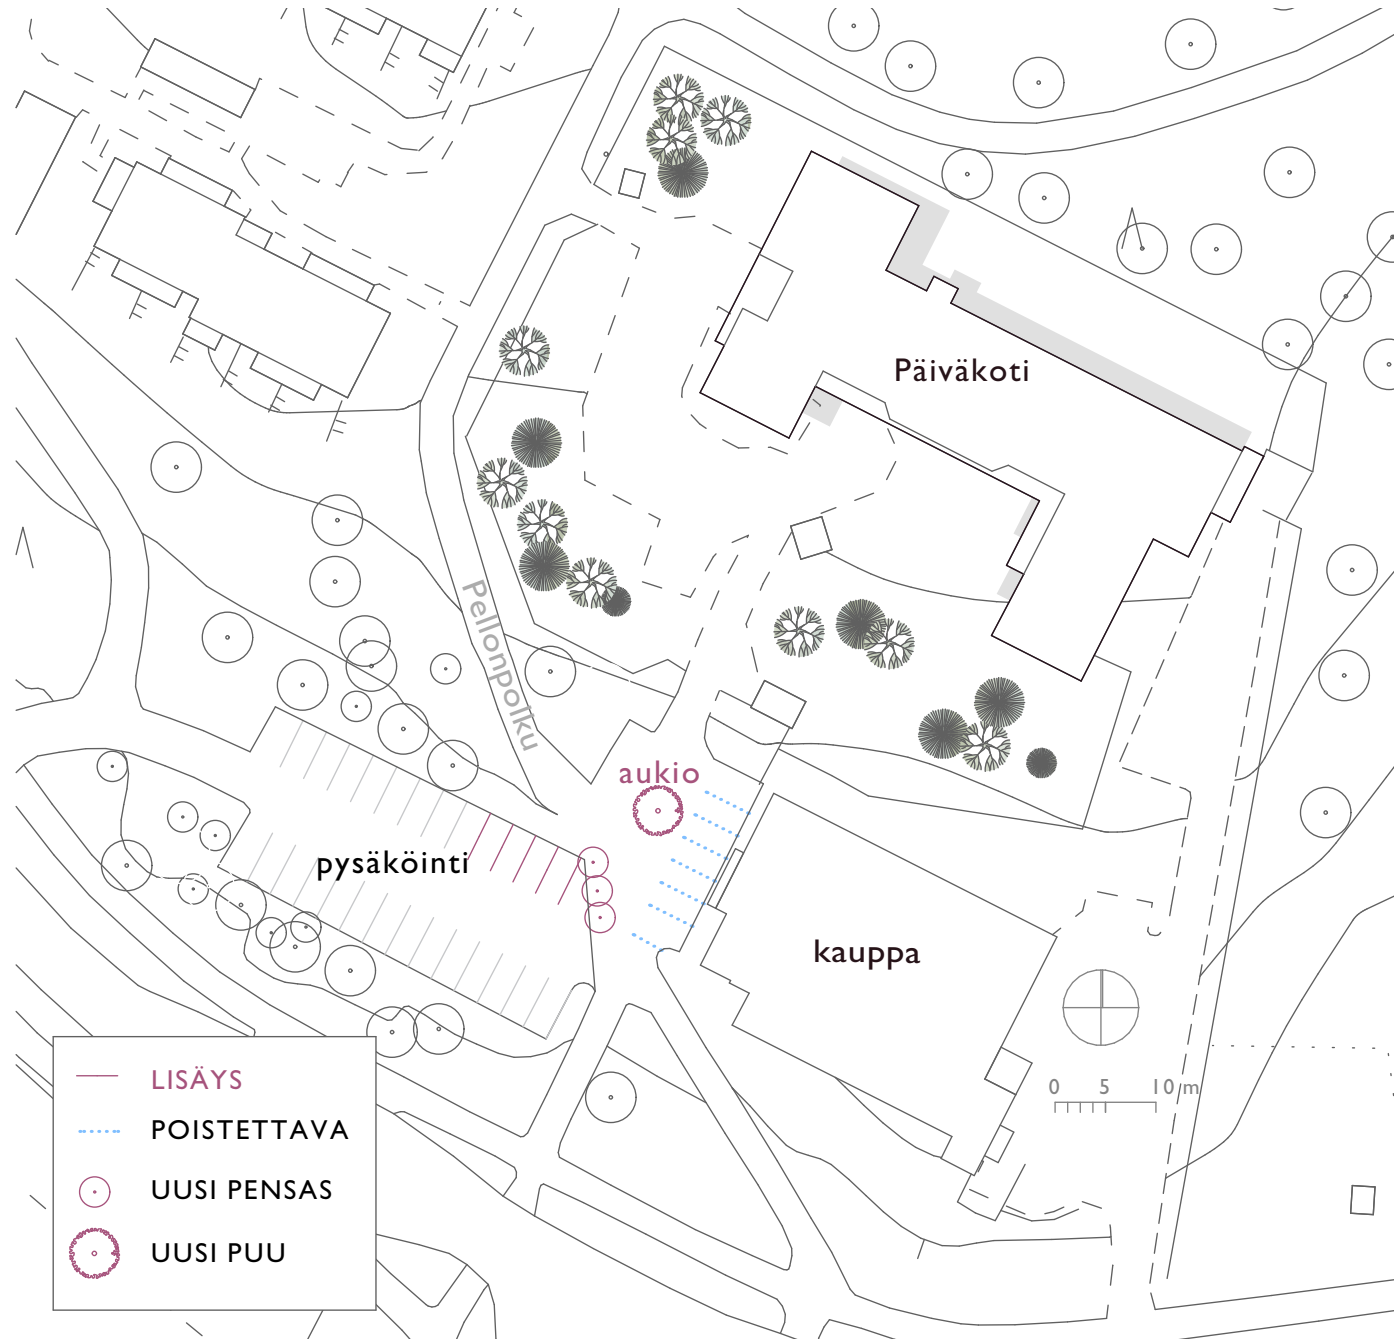 Päiväkoti
Pellonpolku
aukio
pysäköinti
kauppa
0 5 10 m
LISÄYS
POISTETTAVA
UUSI PENSAS
UUSI PUU